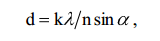 d = kλ/n sin α ,